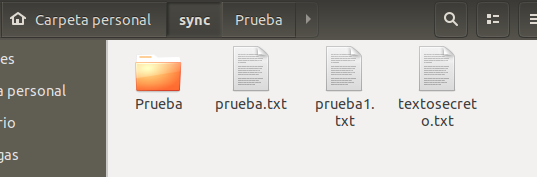 Carpeta personal sync Prueba
es
a personal
rio
gas
Prueba prueba.txt prueba1. textosecret
txt o.txt